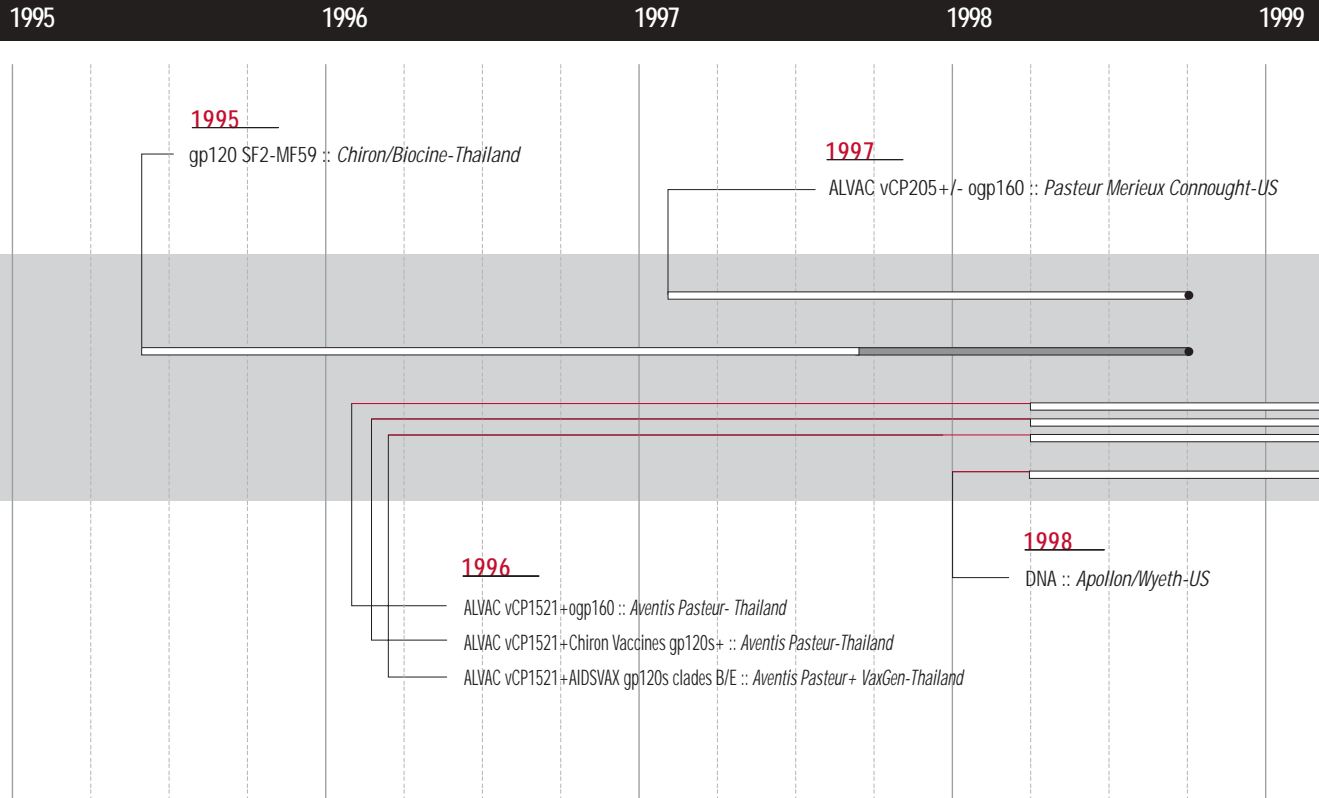 1995 1996 1997 1998 1999
1995
gp120 SF2-MF59 :: Chiron/Biocine-Thailand
1997
ALVAC vCP205+/- ogp160 :: Pasteur Merieux Connought-US
1998
DNA :: Apollon/Wyeth-US
1996
ALVAC vCP1521+ogp160 :: Aventis Pasteur- Thailand
ALVAC vCP1521+Chiron Vaccines gp120s+ :: Aventis Pasteur-Thailand
ALVAC vCP1521+AIDSVAX gp120s clades B/E :: Aventis Pasteur+ VaxGen-Thailand